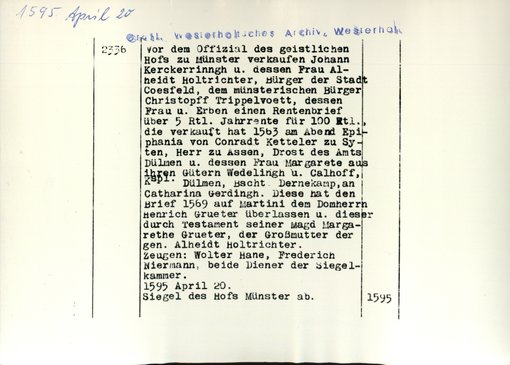 1595 April 20
Gräfl. Westerholtsches Archiv, Westerholt
2336 Vor dem Offizial des geistlichen
Hofs zu Münster verkaufen Johann
Kerckerrinngh u. dessen Frau Al-
heidt Holtrichter, Bürger der Stadt
Coesfeld, dem münsterischen Bürger
Christopff Trippelvoett, dessen
Frau u. Erben einen Rentenbrief
über 5 Rtl. Jahrrente für 100 Rtl.,
die verkauft hat 1563 am Abend Epi-
phania von Conradt Ketteler zu Sy-
ten, Herr zu Assen, Drost des Amts
Dülmen u. dessen Frau Margarete aus
ihren Gütern Wedelingh u. Calhoff,
Kspl. Dülmen, Bscht. Dernekamp,an
Catharina Gerdingh. Diese hat den
Brief 1569 auf Martini dem Domherrn
Henrich Grueter überlassen u. dieser
durch Testament seiner Magd Marga-
rethe Grueter, der Großmutter der
gen. Alheidt Holtrichter.
Zeugen: Wolter Hane, Frederich
Niermann, beide Diener der Siegel-
kammer.
1595 April 20.
Siegel des Hofs Münster ab. 1595